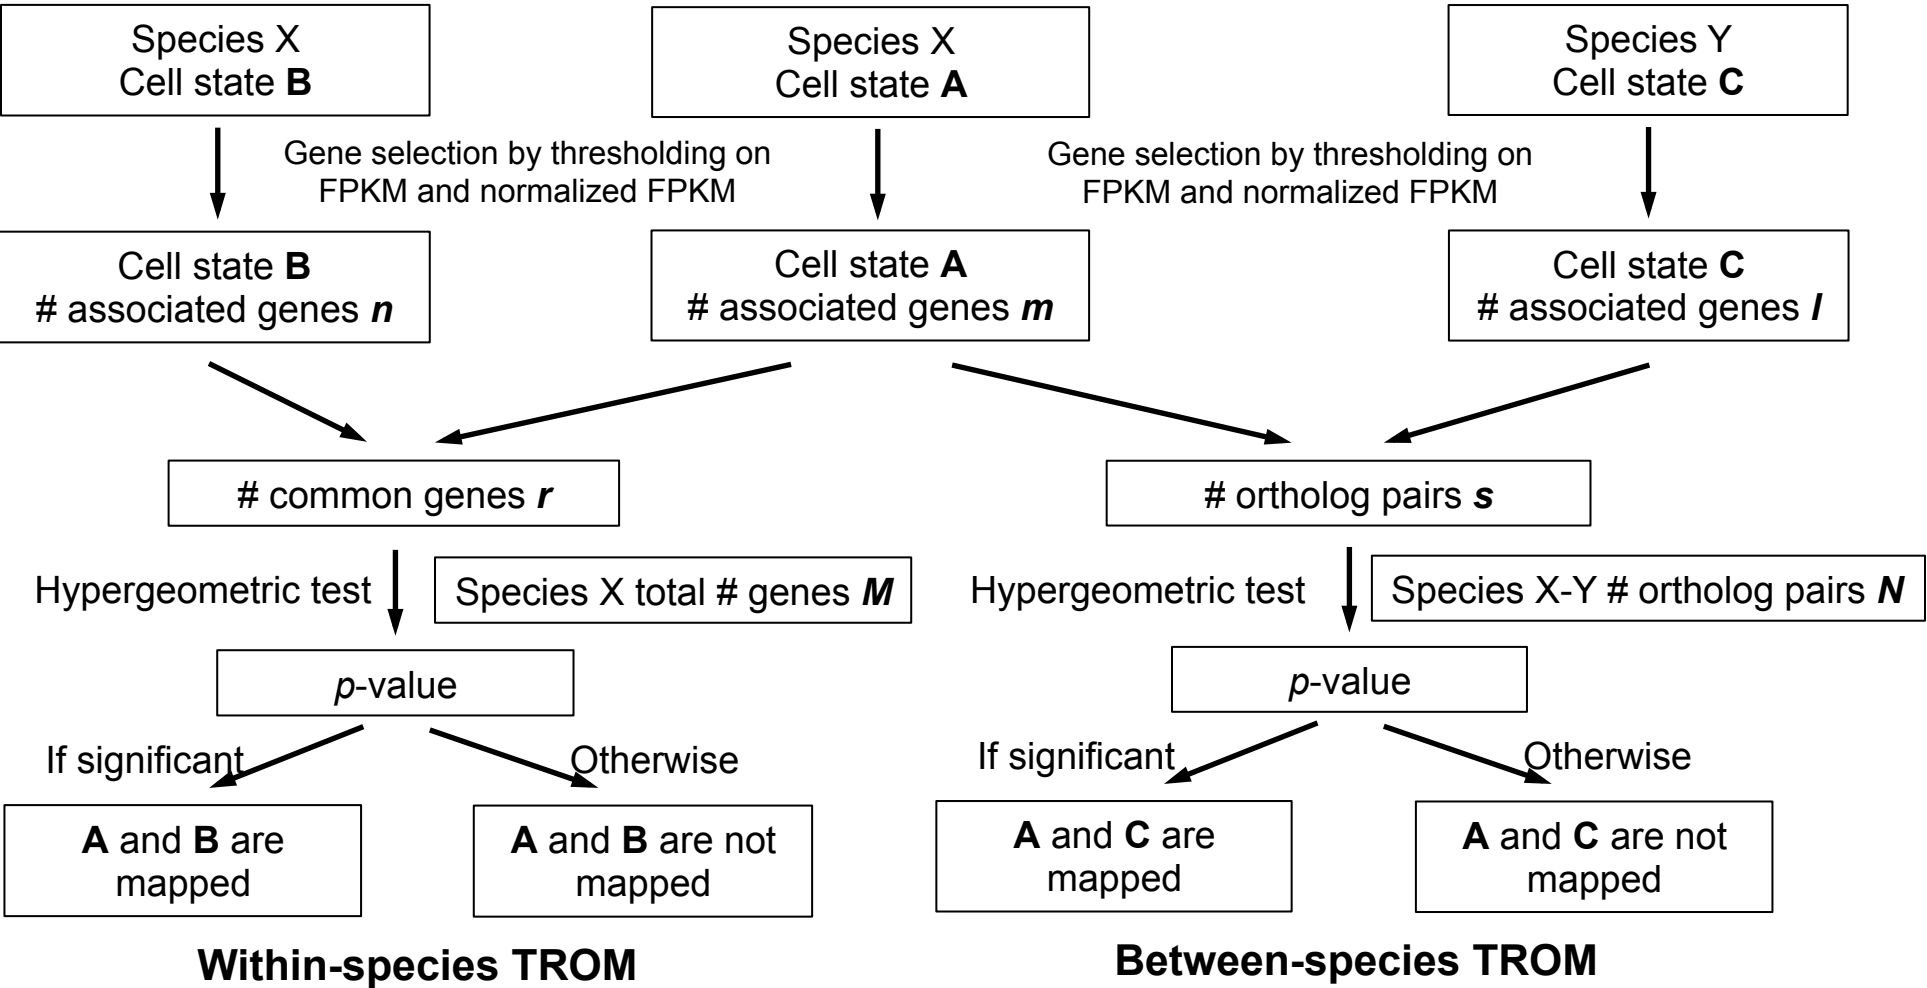 Species X
Cell state B
Species X
Cell state A
Species Y
Cell state C
Gene selection by thresholding on
FPKM and normalized FPKM
Gene selection by thresholding on
FPKM and normalized FPKM
Cell state B
# associated genes n
Cell state A
# associated genes m
Cell state C
# associated genes l
# common genes r
# ortholog pairs s
Hypergeometric test
Species X total # genes M
Hypergeometric test
Species X-Y # ortholog pairs N
p-value
p-value
If significant
Otherwise
If significant
Otherwise
A and B are
mapped
A and B are not
mapped
A and C are
mapped
A and C are not
mapped
Within-species TROM
Between-species TROM